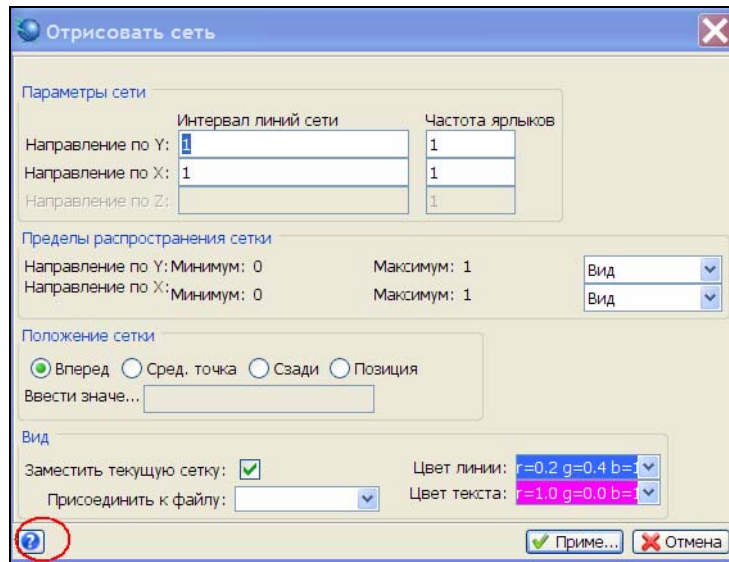 Отрисовать сеть
Параметры сети
Интервал линий сети Частота ярлыков
Направление по Y: 1 1
Направление по X: 1 1
Направление по Z: 1
Пределы распространения сетки
Направление по Y: Минимум: 0 Максимум: 1 Вид
Направление по X: Минимум: 0 Максимум: 1 Вид
Положение сетки
Вперед Сред. точка Сзади Позиция
Ввести значе...
Вид
Заместить текущую сетку: Цвет линии: r=0.2 g=0.4 b=1
Присоединить к файлу: Цвет текста: r=1.0 g=0.0 b=1
? Приме... Отмена